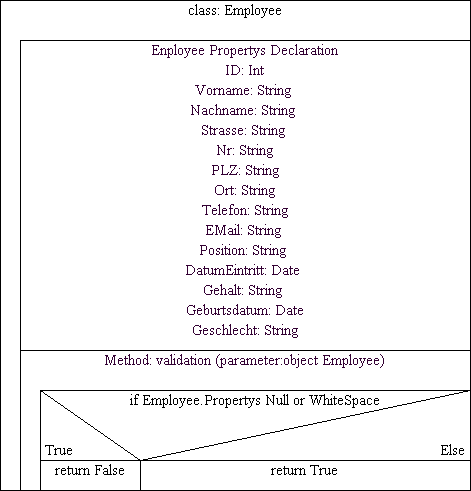 class: Employee
Enployee Propertys Declaration
ID: Int
Vorname: String
Nachname: String
Strasse: String
Nr: String
PLZ: String
Ort: String
Telefon: String
EMail: String
Position: String
DatumEintritt: Date
Gehalt: String
Geburtsdatum: Date
Geschlecht: String
Method: validation (parameter:object Employee)
if Employee.Propertys Null or WhiteSpace
True Else
return False return True